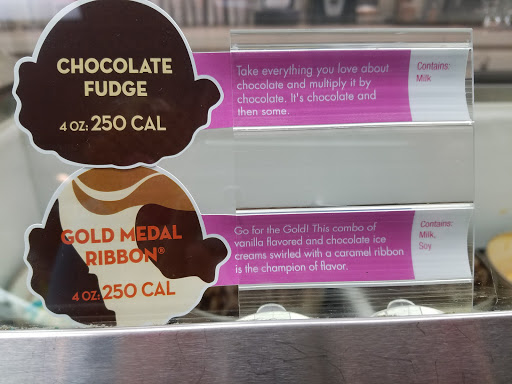 CHOCOLATE
FUDGE
4 OZ: 250 CAL
Take everything you love about
chocolate and multiply it by
chocolate. It's chocolate and
then some.
Contains:
Milk
GOLD MEDAL
RIBBON®
4 OZ: 250 CAL
Go for the Gold! This combo of
vanilla flavored and chocolate ice
creams swirled with a caramel ribbon
is the champion of flavor.
Contains:
Milk,
Soy